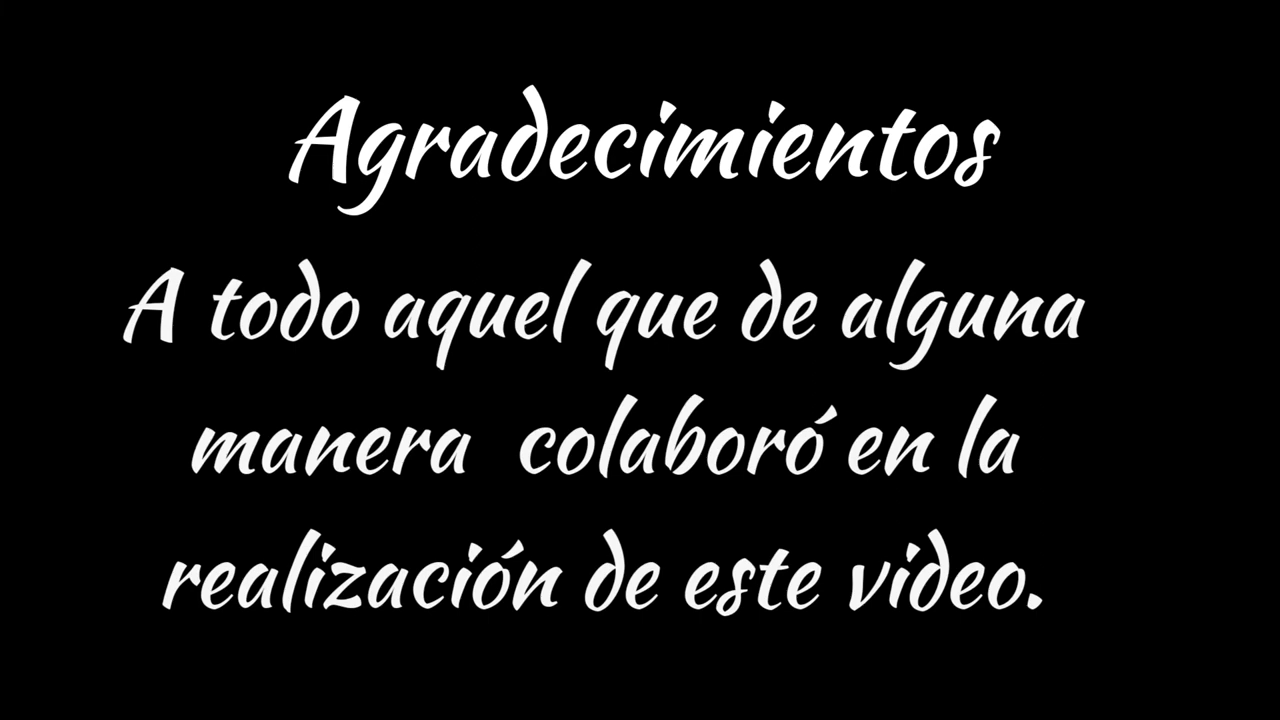 Agradecimientos
A todo aquel que de alguna
manera  colaboró en la
realización de este video.